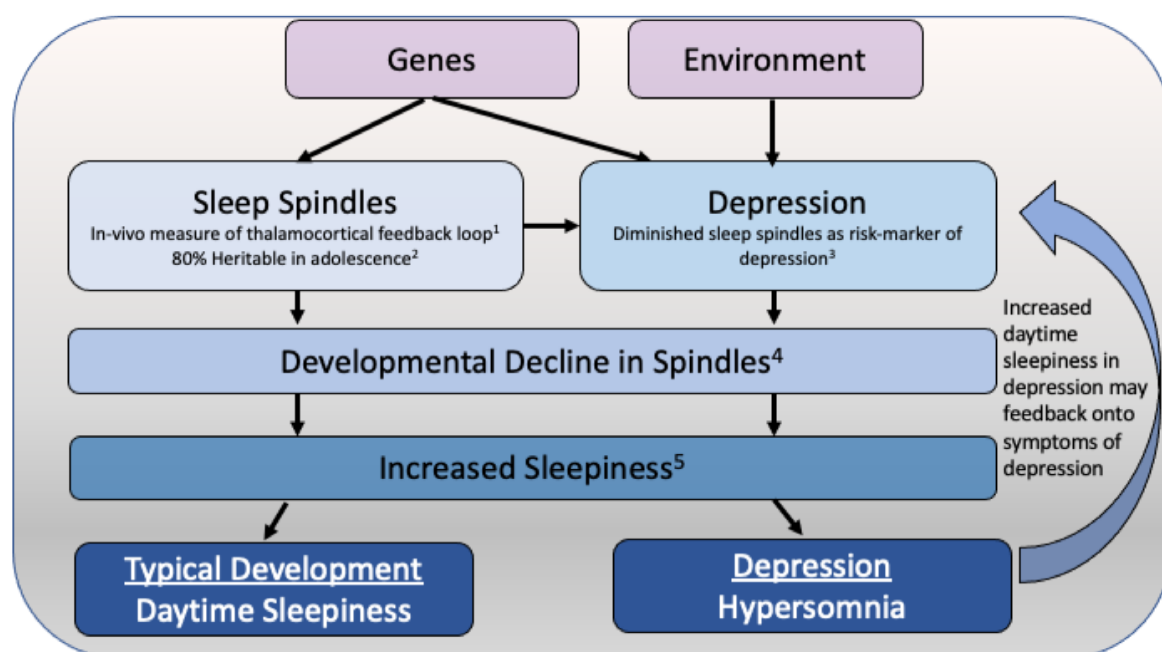 Genes
Environment
Sleep Spindles
In-vivo measure of thalamocortical feedback loop¹
80% Heritable in adolescence²
Depression
Diminished sleep spindles as risk-marker of
depression³
Developmental Decline in Spindles⁴
Increased Sleepiness⁵
Increased
daytime
sleepiness in
depression may
feedback onto
symptoms of
depression
Typical Development
Daytime Sleepiness
Depression
Hypersomnia